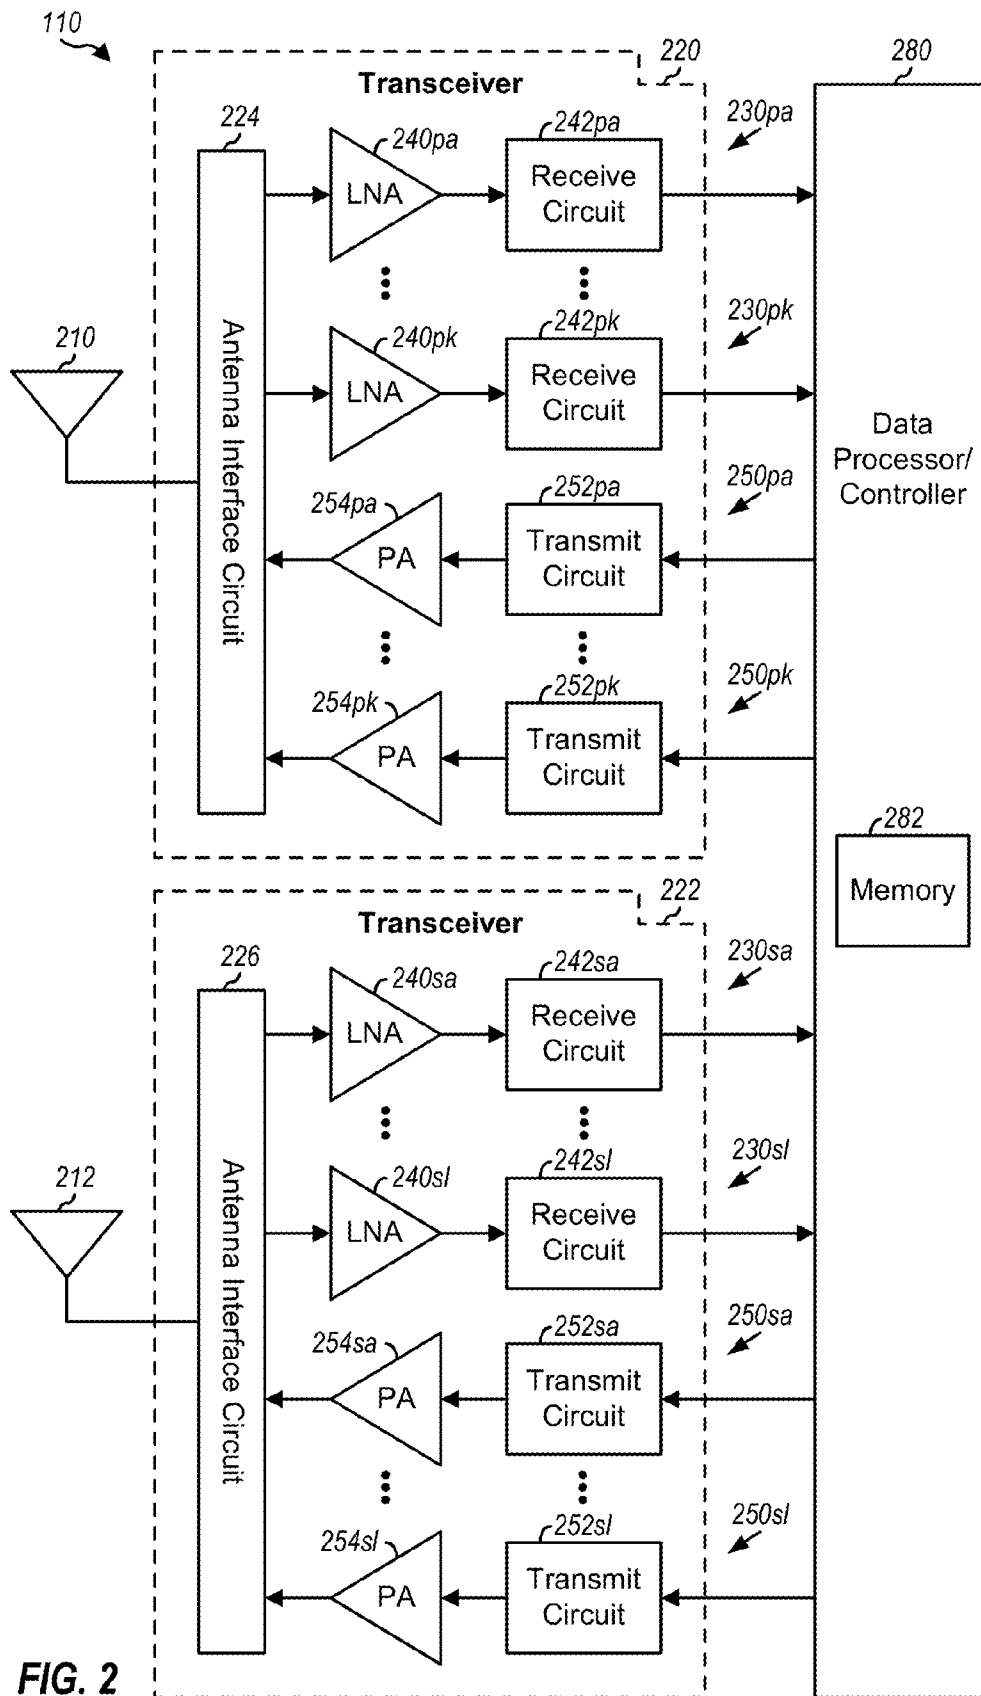 110
220
280
Transceiver
224
240pa
242pa
230pa
LNA
Receive
Circuit
240pk
242pk
230pk
210
LNA
Receive
Circuit
Antenna Interface Circuit
Data
Processor/
Controller
254pa
252pa
250pa
PA
Transmit
Circuit
254pk
252pk
250pk
PA
Transmit
Circuit
282
Memory
222
Transceiver
226
240sa
242sa
230sa
LNA
Receive
Circuit
240sl
242sl
230sl
212
LNA
Receive
Circuit
Antenna Interface Circuit
254sa
252sa
250sa
PA
Transmit
Circuit
254sl
252sl
250sl
PA
Transmit
Circuit
FIG. 2